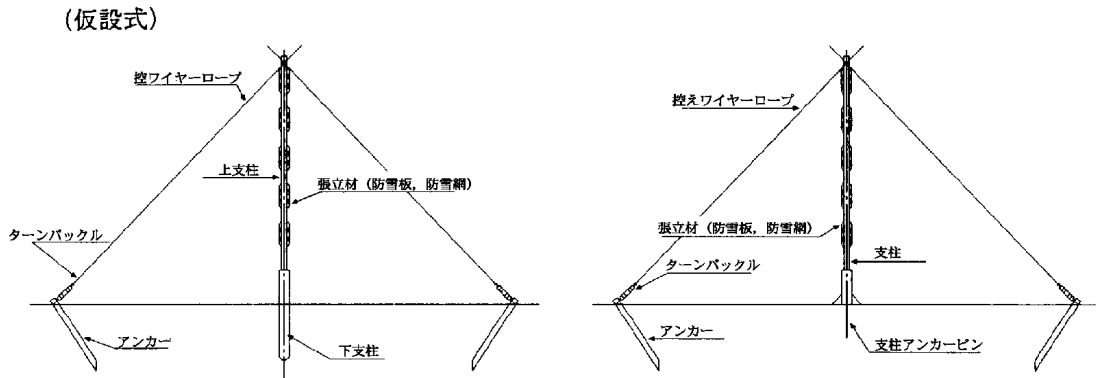 (仮設式)
控ワイヤーロープ
上支柱
張立材 (防雪板, 防雪網)
ターンバックル
アンカー
下支柱
控えワイヤーロープ
張立材 (防雪板, 防雪網)
支柱
ターンバックル
アンカー
支柱アンカーピン